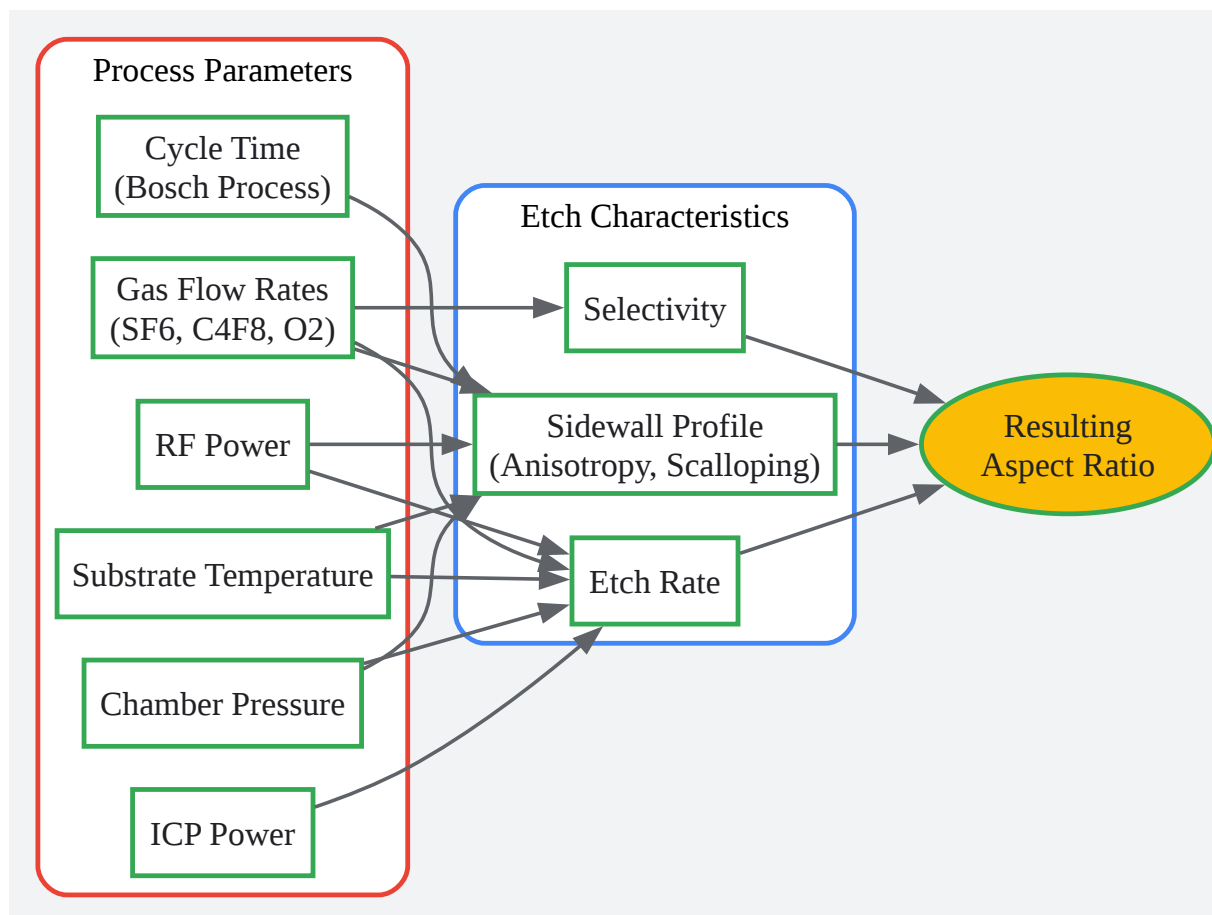 Process Parameters
Cycle Time
(Bosch Process)
Gas Flow Rates
(SF6, C4F8, O2)
RF Power
Substrate Temperature
Chamber Pressure
ICP Power
Etch Characteristics
Selectivity
Sidewall Profile
(Anisotropy, Scalloping)
Etch Rate
Resulting
Aspect Ratio